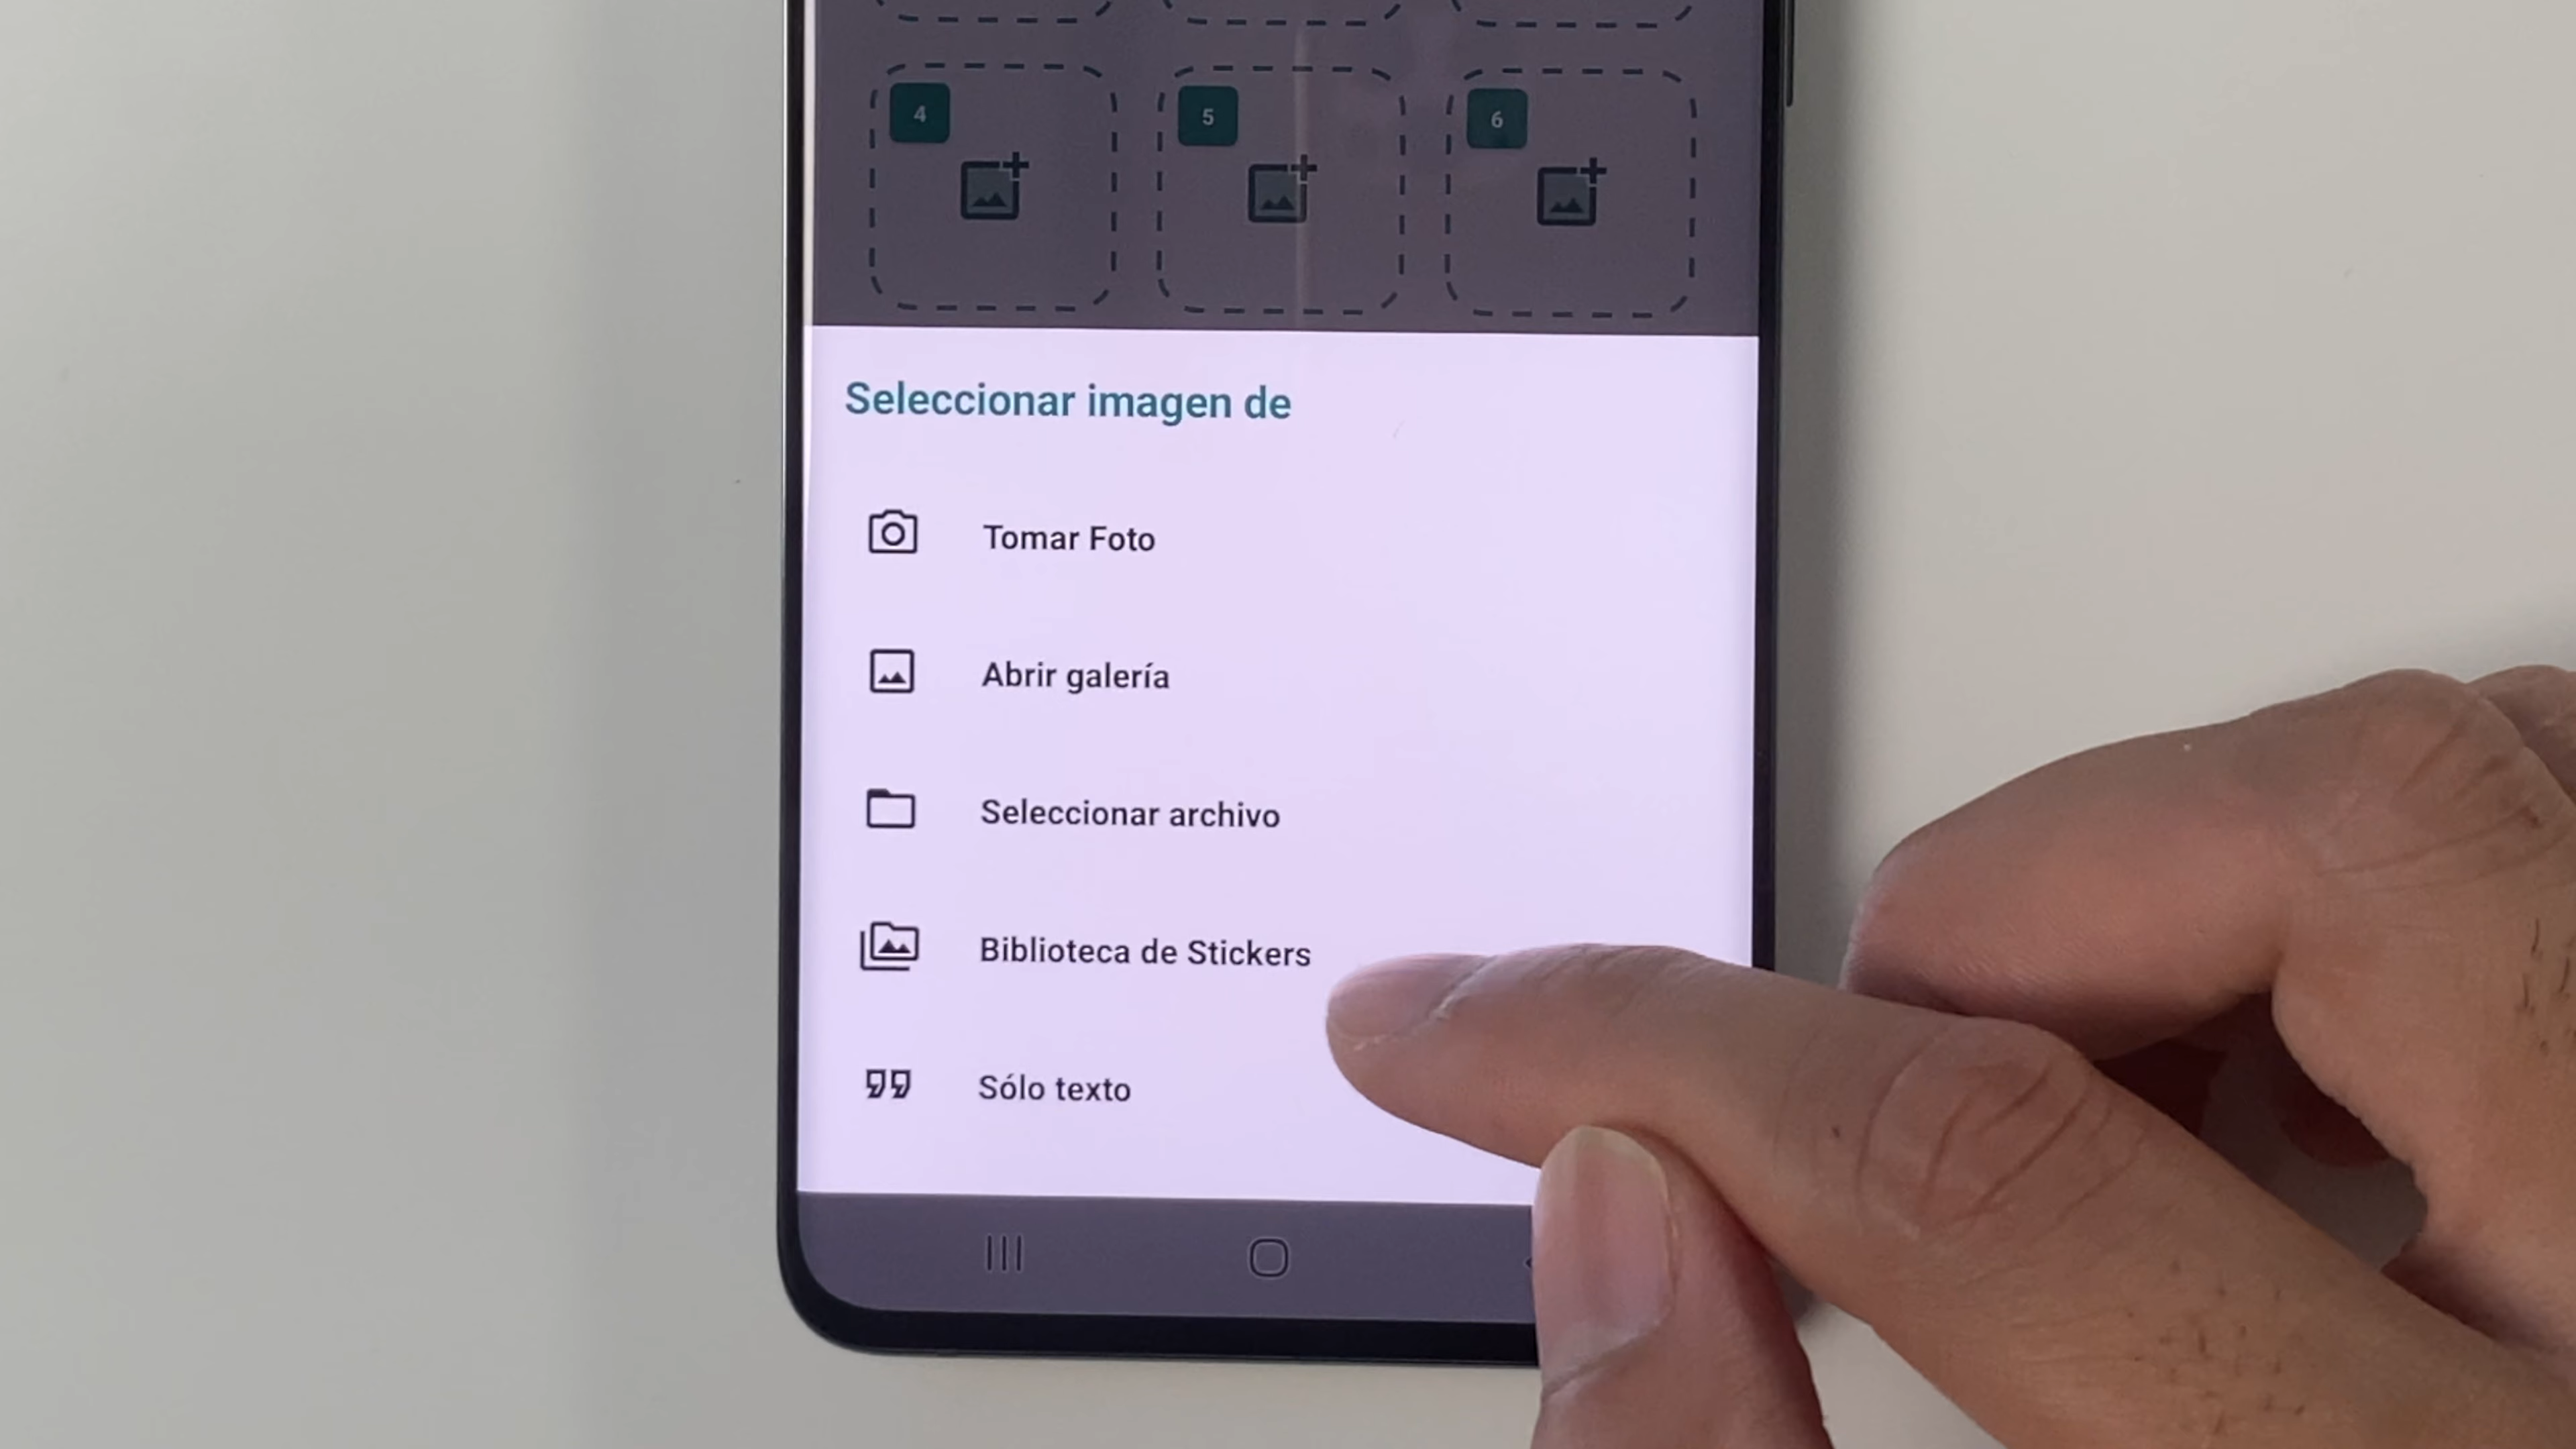 4
5
6
Seleccionar imagen de
Tomar Foto
Abrir galería
Seleccionar archivo
Biblioteca de Stickers
Sólo texto